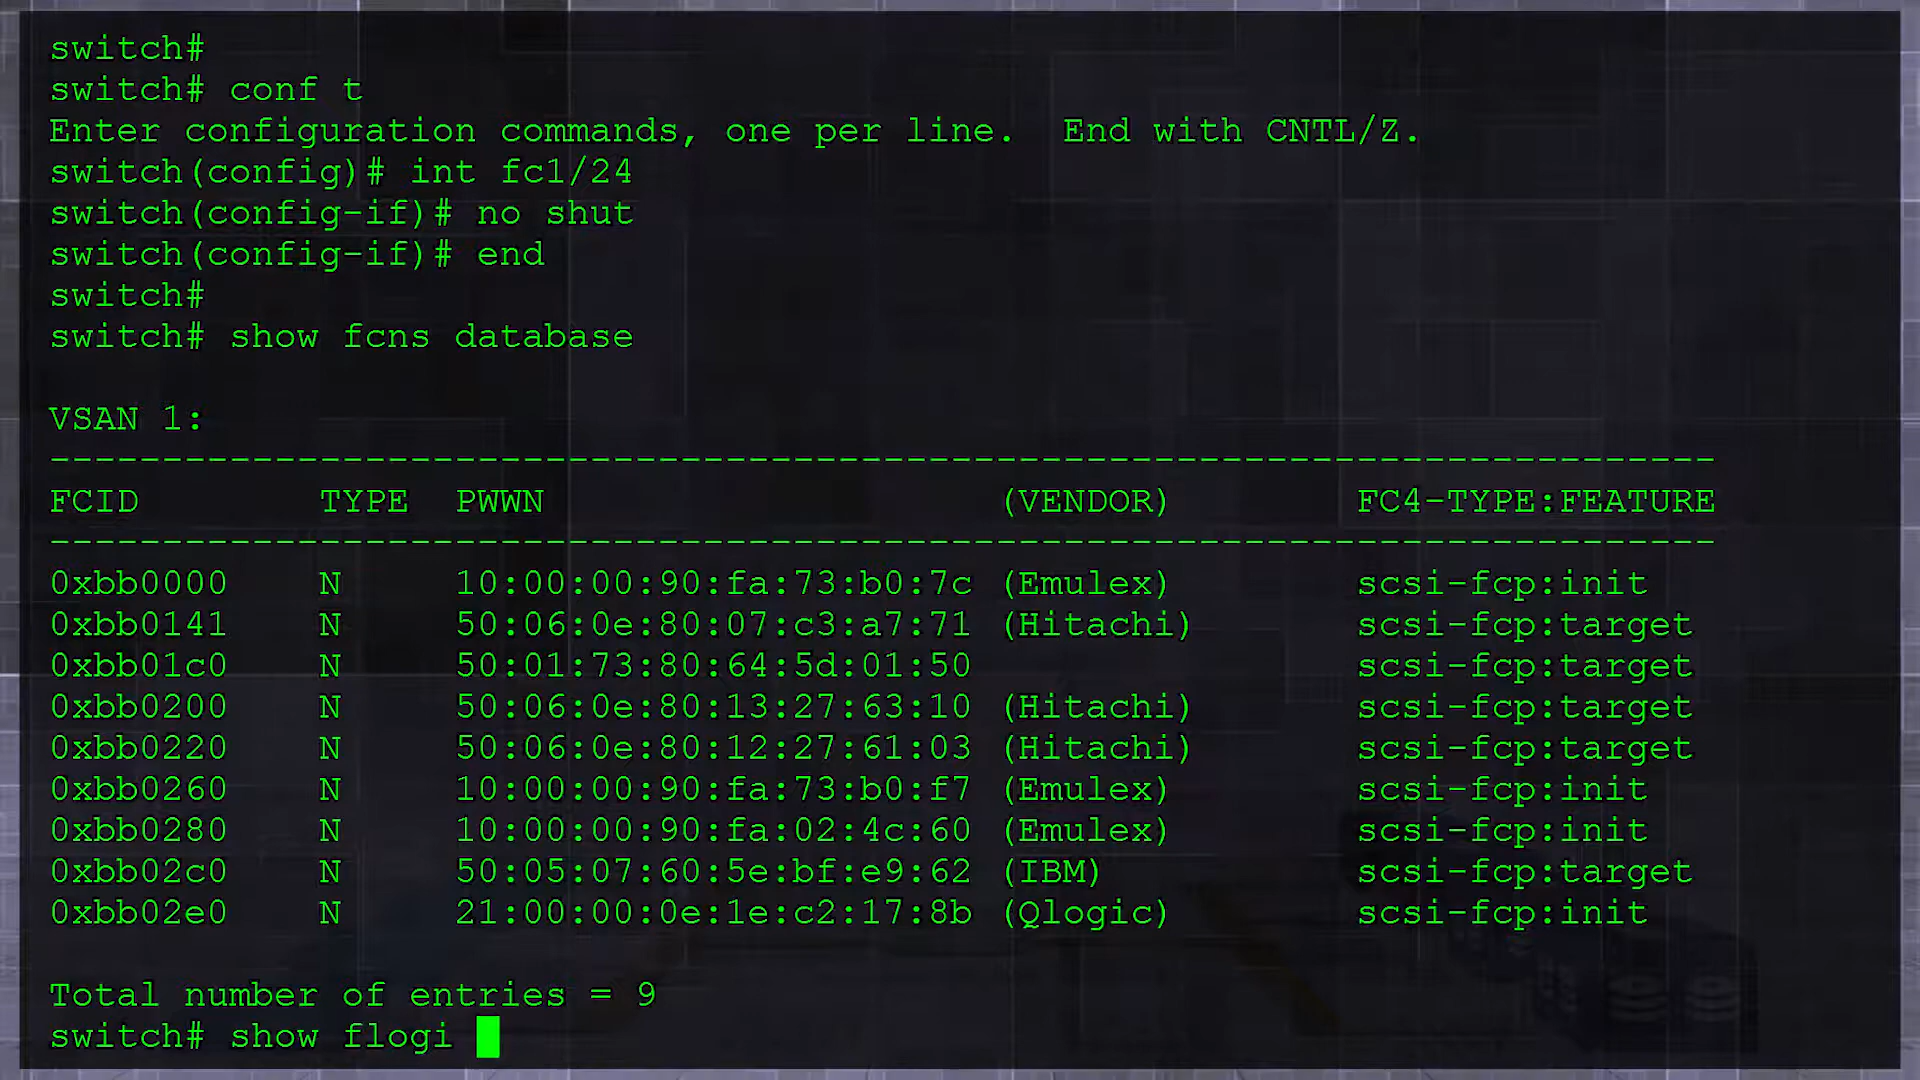 switch#
switch# conf t
Enter configuration commands, one per line.  End with CNTL/Z.
switch(config)# int fc1/24
switch(config-if)# no shut
switch(config-if)# end
switch#
switch# show fcns database
VSAN 1:
--------------------------------------------------------------------------
FCID        TYPE  PWWN                    (VENDOR)        FC4-TYPE:FEATURE
--------------------------------------------------------------------------
0xbb0000    N     10:00:00:90:fa:73:b0:7c (Emulex)        scsi-fcp:init
0xbb0141    N     50:06:0e:80:07:c3:a7:71 (Hitachi)       scsi-fcp:target
0xbb01c0    N     50:01:73:80:64:5d:01:50                 scsi-fcp:target
0xbb0200    N     50:06:0e:80:13:27:63:10 (Hitachi)       scsi-fcp:target
0xbb0220    N     50:06:0e:80:12:27:61:03 (Hitachi)       scsi-fcp:target
0xbb0260    N     10:00:00:90:fa:73:b0:f7 (Emulex)        scsi-fcp:init
0xbb0280    N     10:00:00:90:fa:02:4c:60 (Emulex)        scsi-fcp:init
0xbb02c0    N     50:05:07:60:5e:bf:e9:62 (IBM)           scsi-fcp:target
0xbb02e0    N     21:00:00:0e:1e:c2:17:8b (Qlogic)        scsi-fcp:init
Total number of entries = 9
switch# show flogi